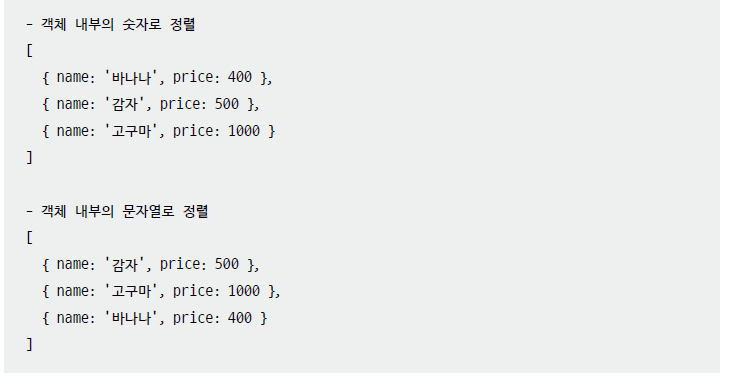 - 객체 내부의 숫자로 정렬
[
  { name: '바나나', price: 400 },
  { name: '감자', price: 500 },
  { name: '고구마', price: 1000 }
]
- 객체 내부의 문자열로 정렬
[
  { name: '감자', price: 500 },
  { name: '고구마', price: 1000 },
  { name: '바나나', price: 400 }
]